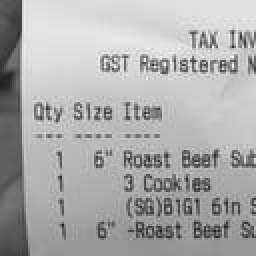 TAX INV
GST Registered N
Qty Size Item
--- ---- ----
1 6" Roast Beef Sub
1 3 Cookies
1 (SG)B1G1 6in S
1 6" -Roast Beef Su